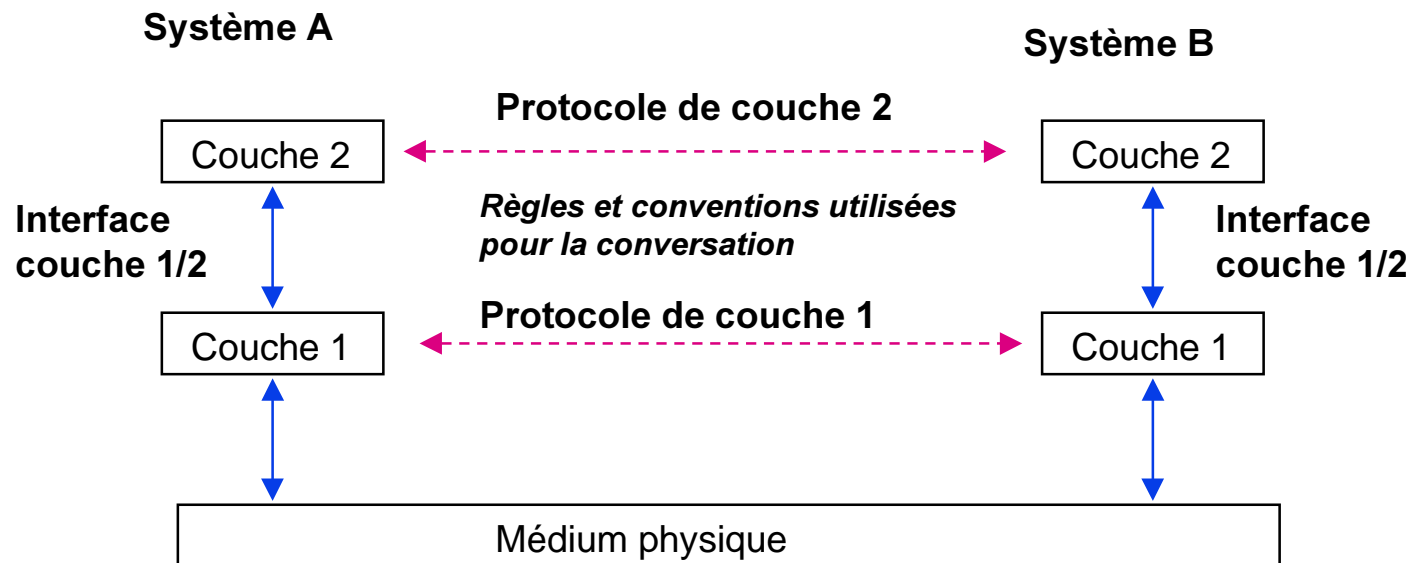 Système A
Système B
Protocole de couche 2
Couche 2
Couche 2
Interface
couche 1/2
Règles et conventions utilisées
pour la conversation
Interface
couche 1/2
Protocole de couche 1
Couche 1
Couche 1
Médium physique